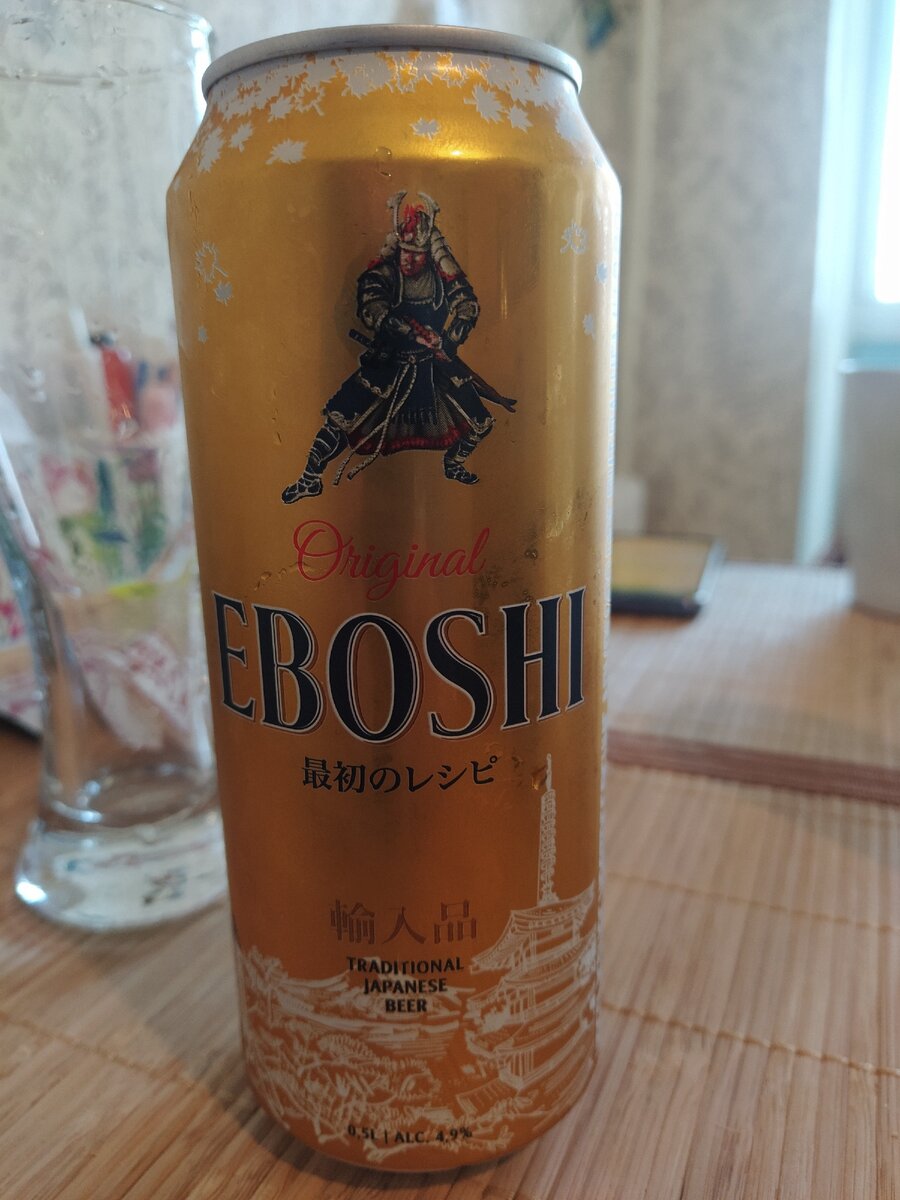 Original
EBOSHI
最初のレシピ
輸入品
TRADITIONAL
JAPANESE
BEER
0,5L | ALC. 4,9%